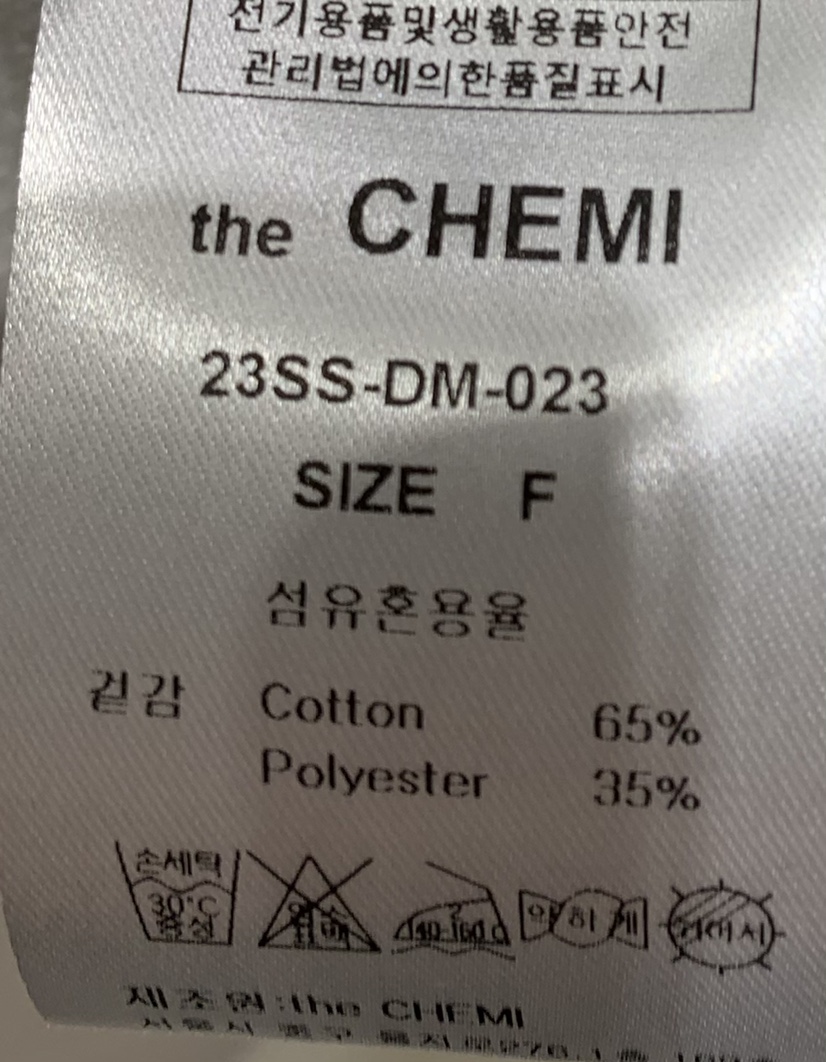 전기용품및생활용품안전
관리법에의한품질표시
the CHEMI
23SS-DM-023
SIZE F
섬유혼용율
겉감 Cotton 65%
Polyester 35%
손세탁
30°C
중성
140-160℃
약하게
제조원:the CHEMI